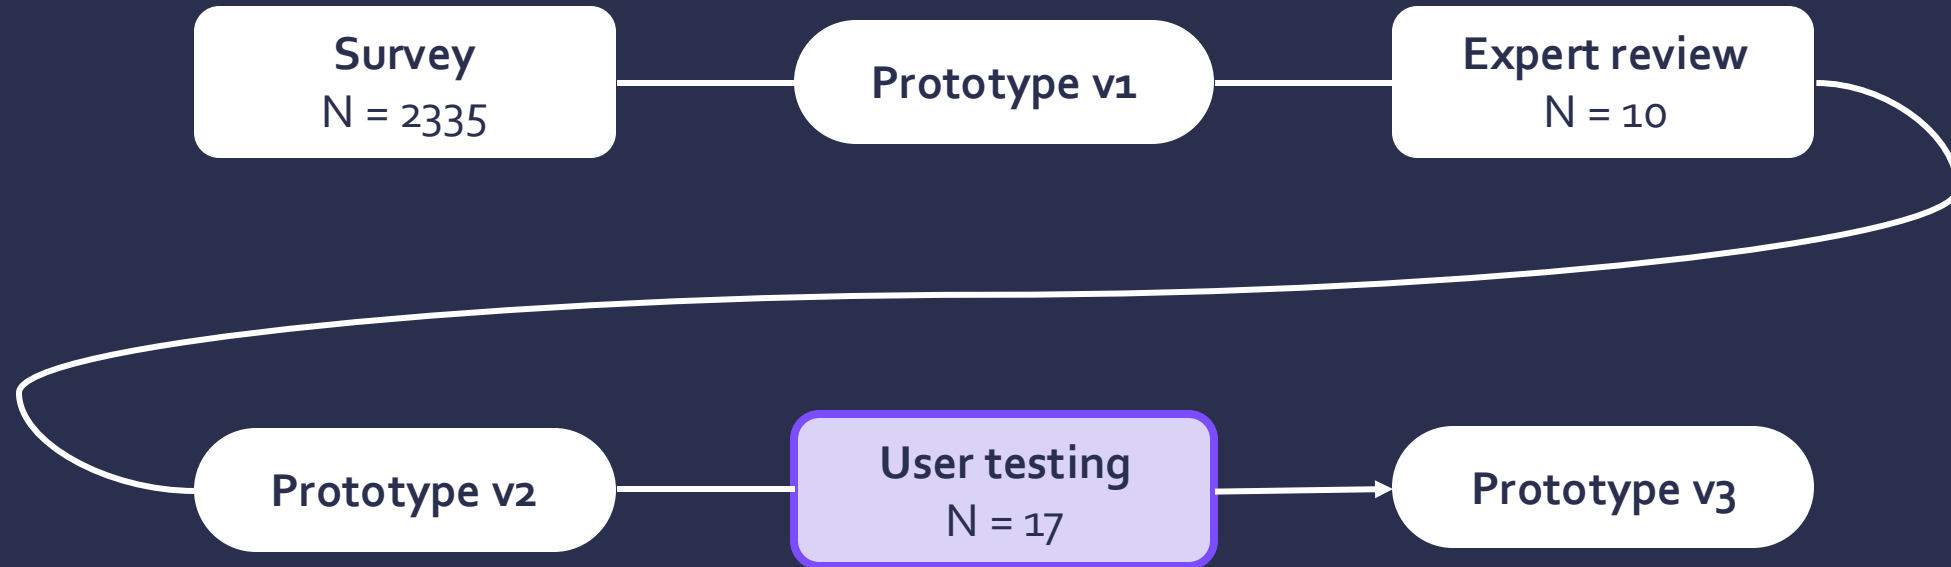 Survey
N = 2335
Prototype v1
Expert review
N = 10
Prototype v2
User testing
N = 17
Prototype v3